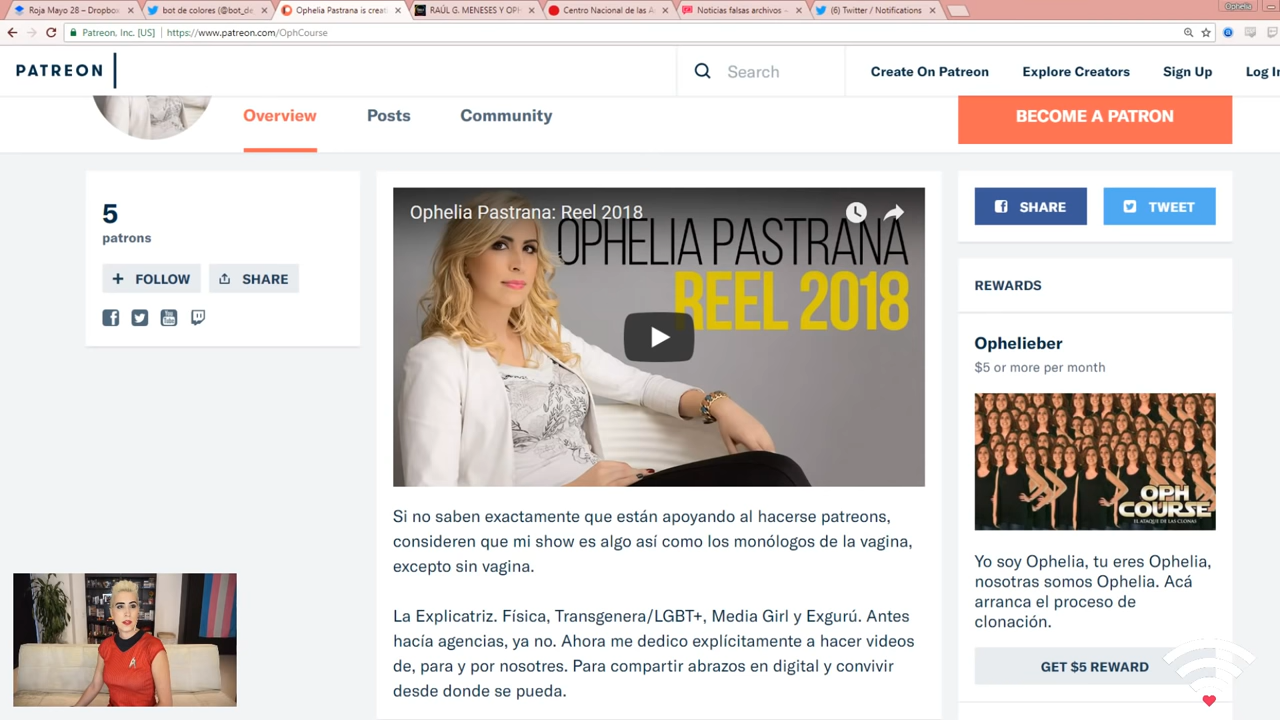 Roja Mayo 28 – Dropbox
bot de colores (@bot_de
Ophelia Pastrana is creati
RAÚL G. MENESES Y OPH
Centro Nacional de las A
Noticias falsas archivos –
(6) Twitter / Notifications
Ophelia
Patreon, Inc. [US]
https://www.patreon.com/OphCourse
PATREON
Search
Create On Patreon
Explore Creators
Sign Up
Log In
Overview
Posts
Community
BECOME A PATRON
5
patrons
+ FOLLOW
SHARE
Ophelia Pastrana: Reel 2018
OPHELIA PASTRANA
REEL 2018
Si no saben exactamente que están apoyando al hacerse patreons,
consideren que mi show es algo así como los monólogos de la vagina,
excepto sin vagina.
La Explicatriz. Física, Transgenera/LGBT+, Media Girl y Exgurú. Antes
hacía agencias, ya no. Ahora me dedico explícitamente a hacer videos
de, para y por nosotres. Para compartir abrazos en digital y convivir
desde donde se pueda.
SHARE
TWEET
REWARDS
Ophelieber
$5 or more per month
OPH
COURSE
EL ATAQUE DE LAS CLONAS
Yo soy Ophelia, tu eres Ophelia,
nosotras somos Ophelia. Acá
arranca el proceso de
clonación.
GET $5 REWARD